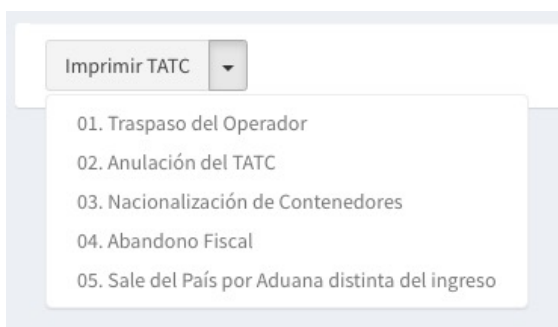 Imprimir TATC
01. Traspaso del Operador
02. Anulación del TATC
03. Nacionalización de Contenedores
04. Abandono Fiscal
05. Sale del País por Aduana distinta del ingreso